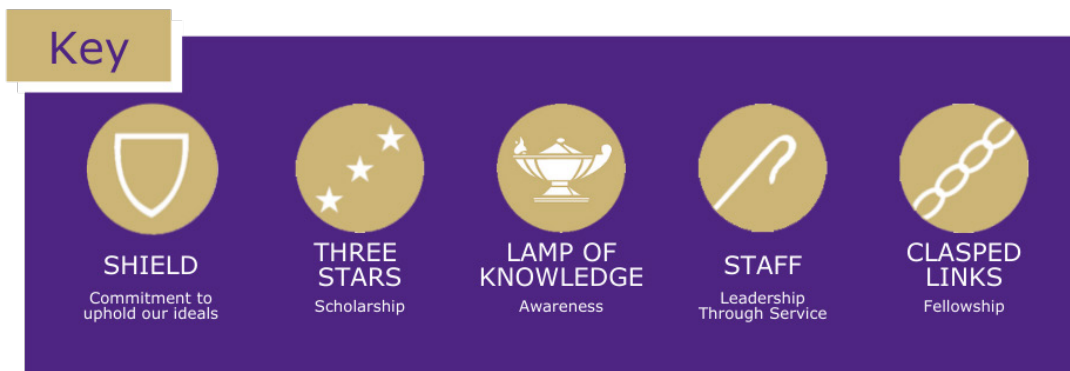 Key
SHIELD
Commitment to
uphold our ideals
THREE
STARS
Scholarship
LAMP OF
KNOWLEDGE
Awareness
STAFF
Leadership
Through Service
CLASPED
LINKS
Fellowship